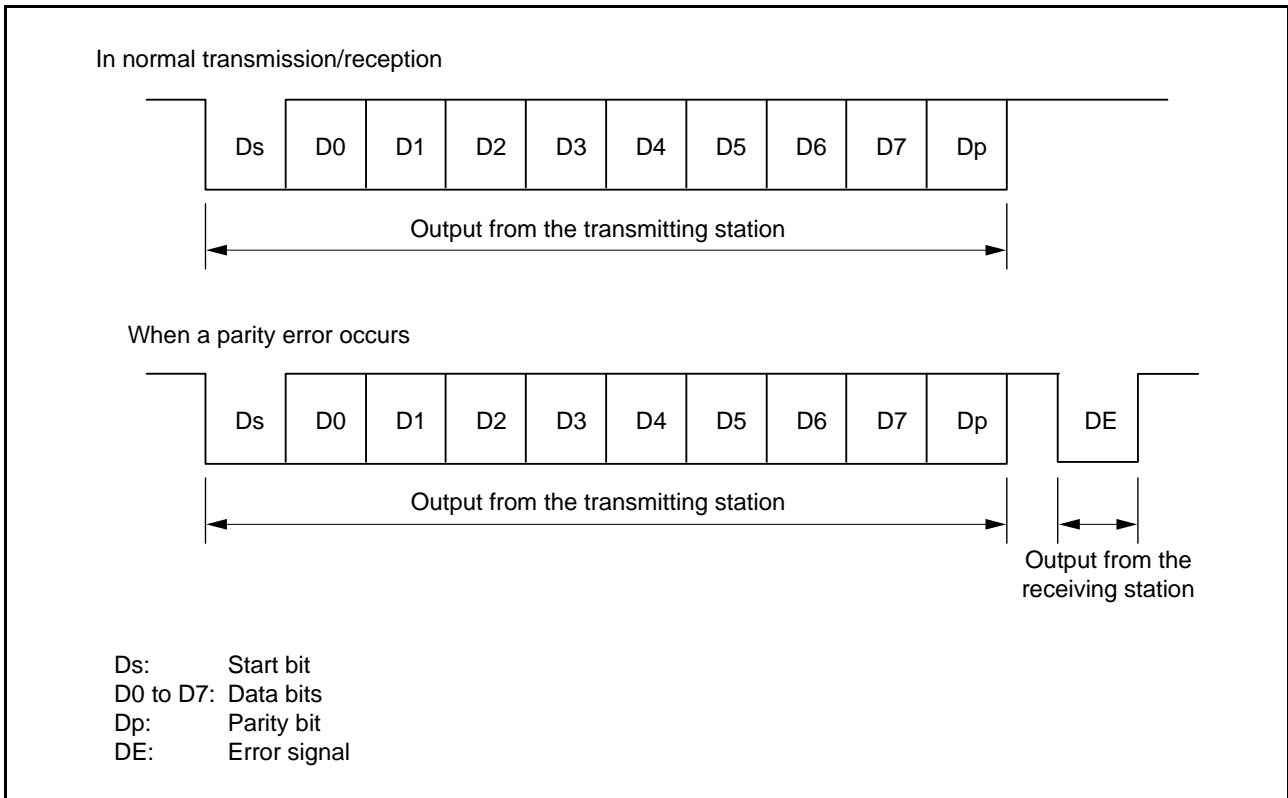 In normal transmission/reception
Ds D0 D1 D2 D3 D4 D5 D6 D7 Dp
Output from the transmitting station
When a parity error occurs
Ds D0 D1 D2 D3 D4 D5 D6 D7 Dp DE
Output from the transmitting station
Output from the
receiving station
Ds: Start bit
D0 to D7: Data bits
Dp: Parity bit
DE: Error signal